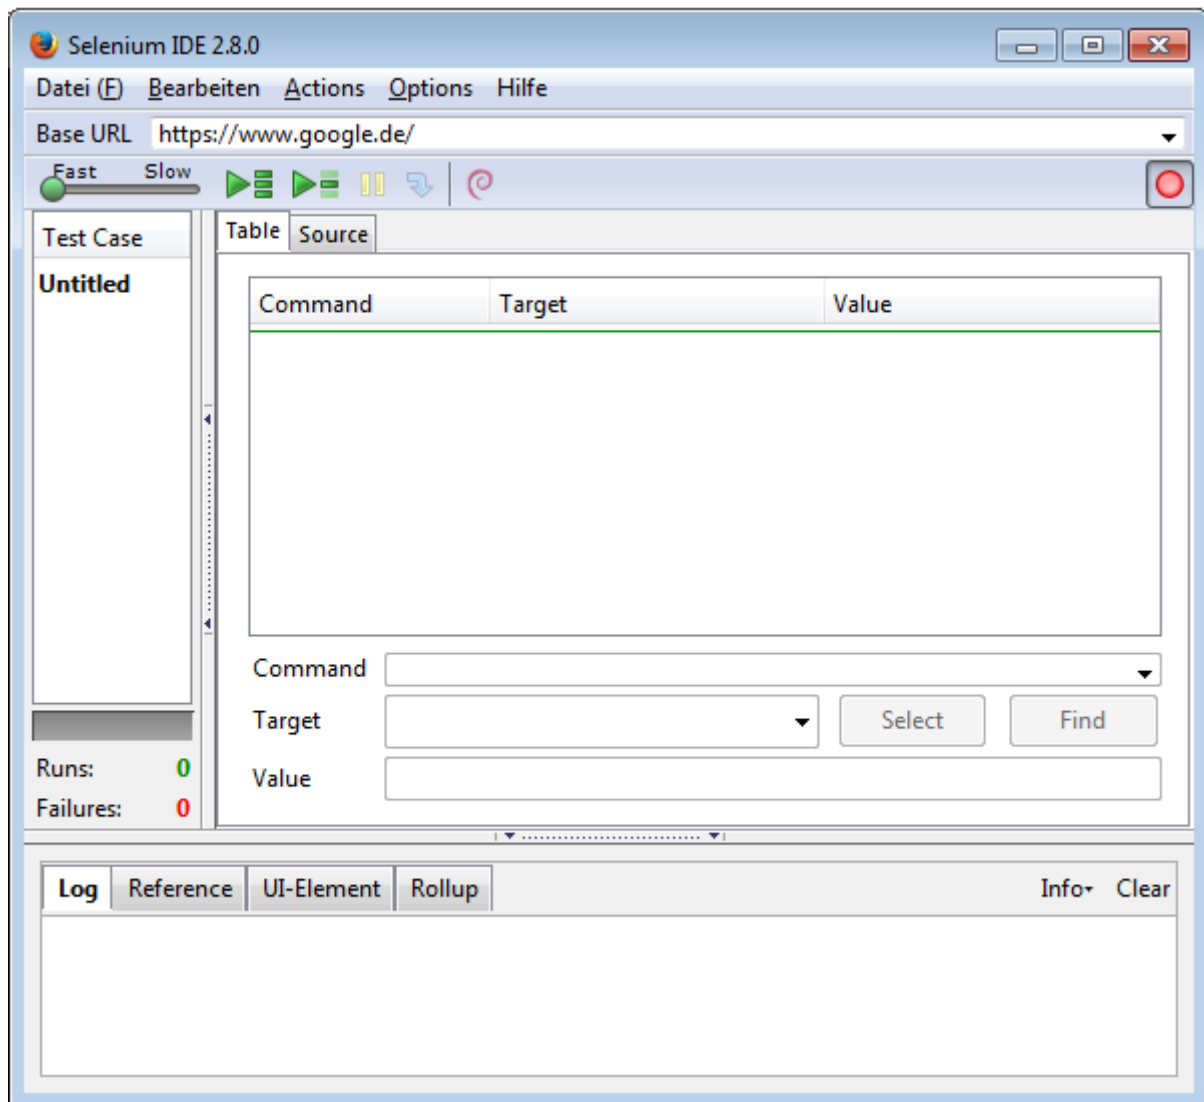 Selenium IDE 2.8.0
Datei (F) Bearbeiten Actions Options Hilfe
Base URL https://www.google.de/
Fast Slow
Test Case
Untitled
Runs: 0
Failures: 0
Table Source
Command Target Value
Command
Target Select Find
Value
Log Reference UI-Element Rollup Info Clear